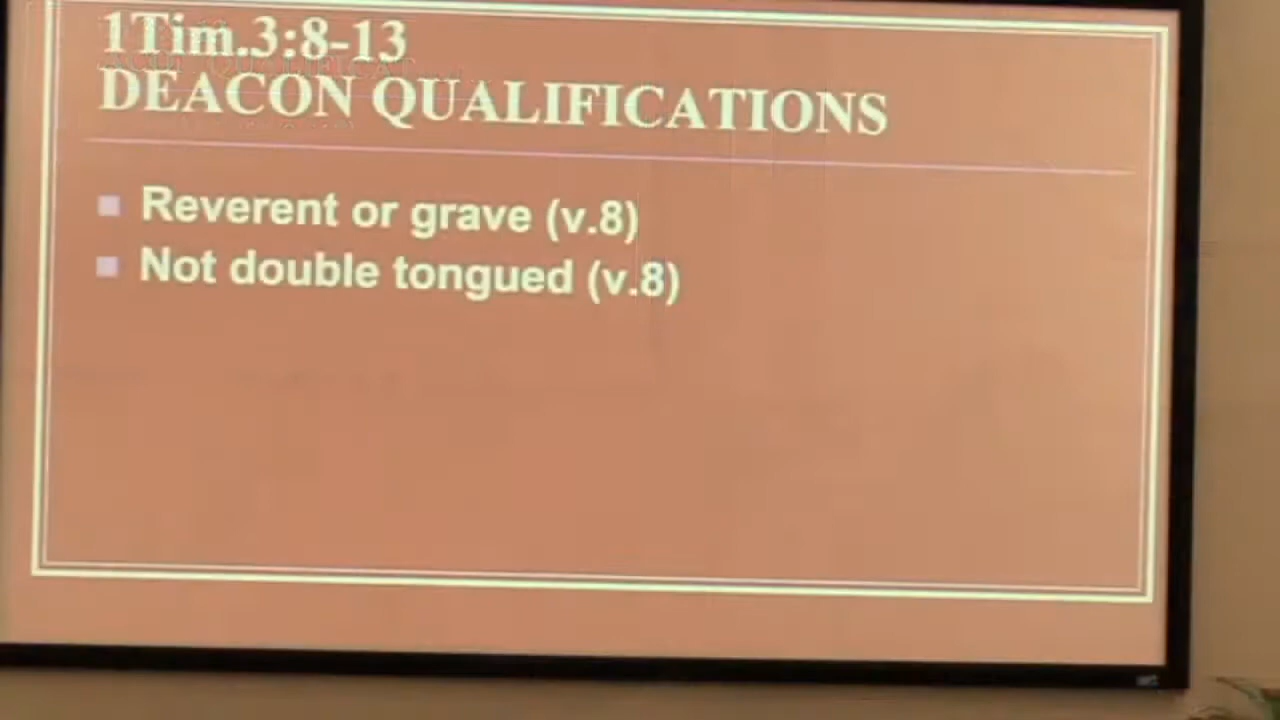 1Tim.3:8-13
DEACON QUALIFICATIONS
Reverent or grave (v.8)
Not double tongued (v.8)